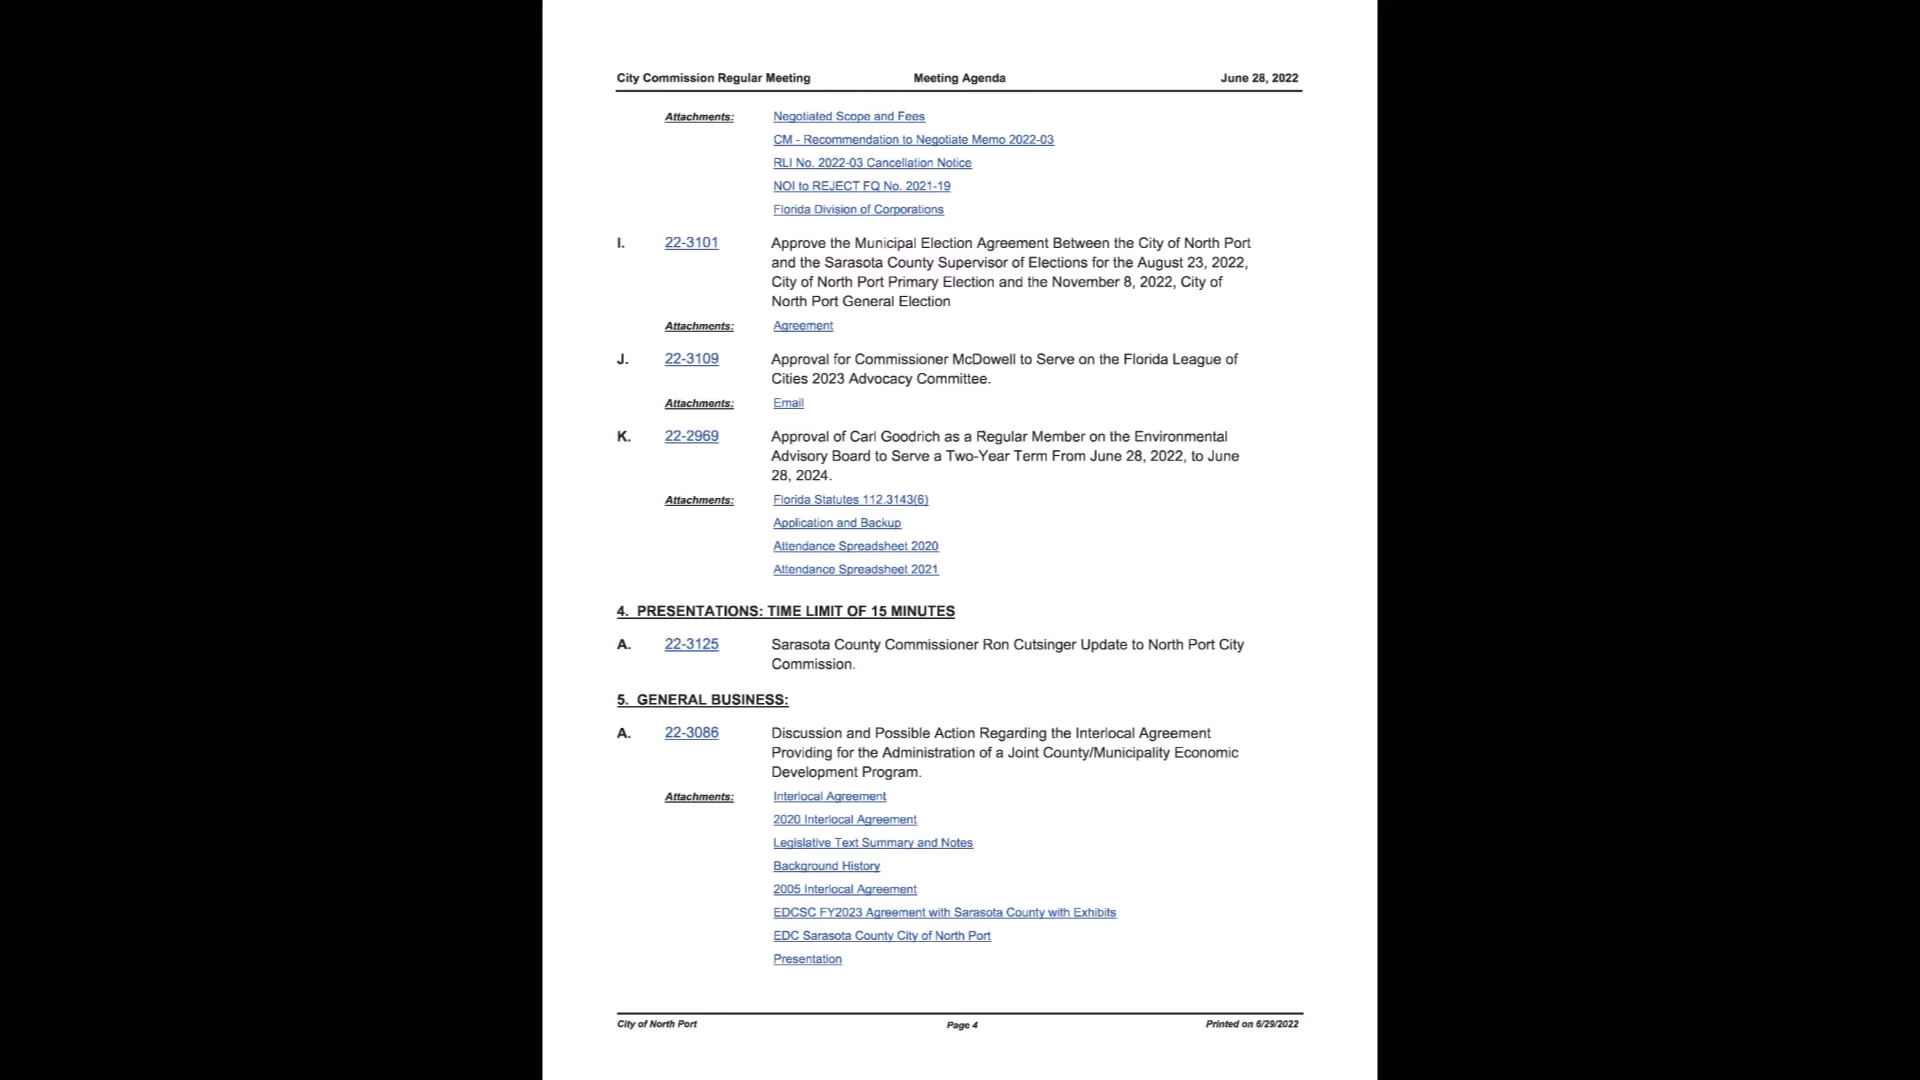 City Commission Regular Meeting Meeting Agenda June 28, 2022
Attachments: Negotiated Scope and Fees
CM - Recommendation to Negotiate Memo 2022-03
RLI No. 2022-03 Cancellation Notice
NOI to REJECT FQ No. 2021-19
Florida Division of Corporations
I. 22-3101 Approve the Municipal Election Agreement Between the City of North Port
and the Sarasota County Supervisor of Elections for the August 23, 2022,
City of North Port Primary Election and the November 8, 2022, City of
North Port General Election
Attachments: Agreement
J. 22-3109 Approval for Commissioner McDowell to Serve on the Florida League of
Cities 2023 Advocacy Committee.
Attachments: Email
K. 22-2969 Approval of Carl Goodrich as a Regular Member on the Environmental
Advisory Board to Serve a Two-Year Term From June 28, 2022, to June
28, 2024.
Attachments: Florida Statutes 112.3143(6)
Application and Backup
Attendance Spreadsheet 2020
Attendance Spreadsheet 2021
4. PRESENTATIONS: TIME LIMIT OF 15 MINUTES
A. 22-3125 Sarasota County Commissioner Ron Cutsinger Update to North Port City
Commission.
5. GENERAL BUSINESS:
A. 22-3086 Discussion and Possible Action Regarding the Interlocal Agreement
Providing for the Administration of a Joint County/Municipality Economic
Development Program.
Attachments: Interlocal Agreement
2020 Interlocal Agreement
Legislative Text Summary and Notes
Background History
2005 Interlocal Agreement
EDCSC FY2023 Agreement with Sarasota County with Exhibits
EDC Sarasota County City of North Port
Presentation
City of North Port Page 4 Printed on 6/29/2022